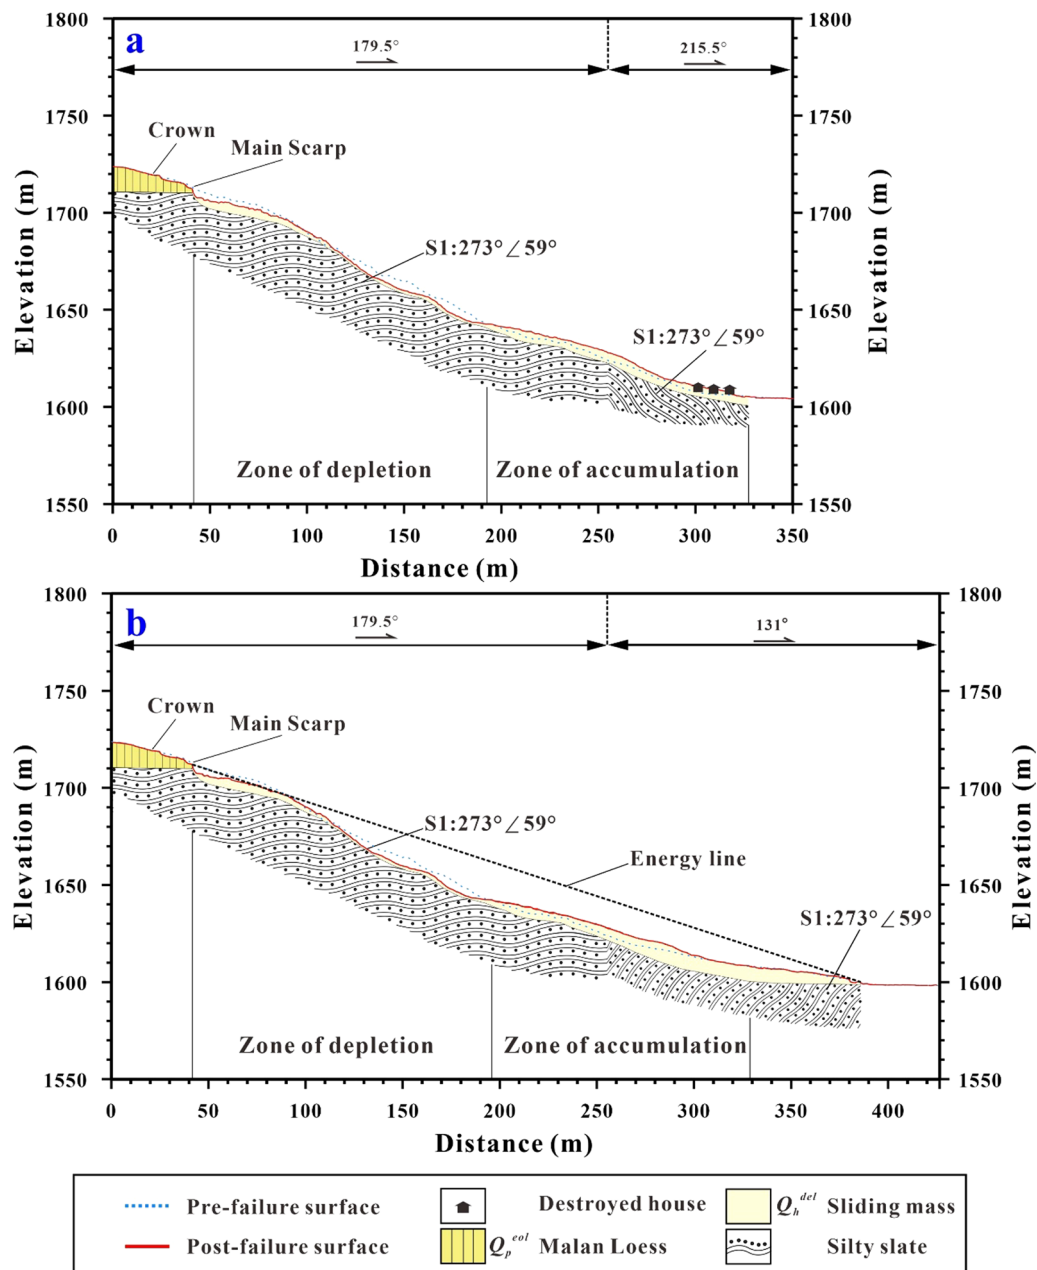 a
179.5°
215.5°
1800 1800
1750 1750
Crown
Main Scarp
1700 1700
S1:273°∠59°
1650 1650
S1:273°∠59°
1600 1600
Zone of depletion Zone of accumulation
1550 1550
Elevation (m)
Elevation (m)
0 50 100 150 200 250 300 350
Distance (m)
b
179.5°
131°
1800 1800
1750 1750
Crown
Main Scarp
1700 1700
S1:273°∠59°
Energy line
1650 1650
S1:273°∠59°
1600 1600
Zone of depletion Zone of accumulation
1550 1550
Elevation (m)
Elevation (m)
0 50 100 150 200 250 300 350 400
Distance (m)
Pre-failure surface Destroyed house Q_h^del Sliding mass
Post-failure surface Q_p^eol Malan Loess Silty slate